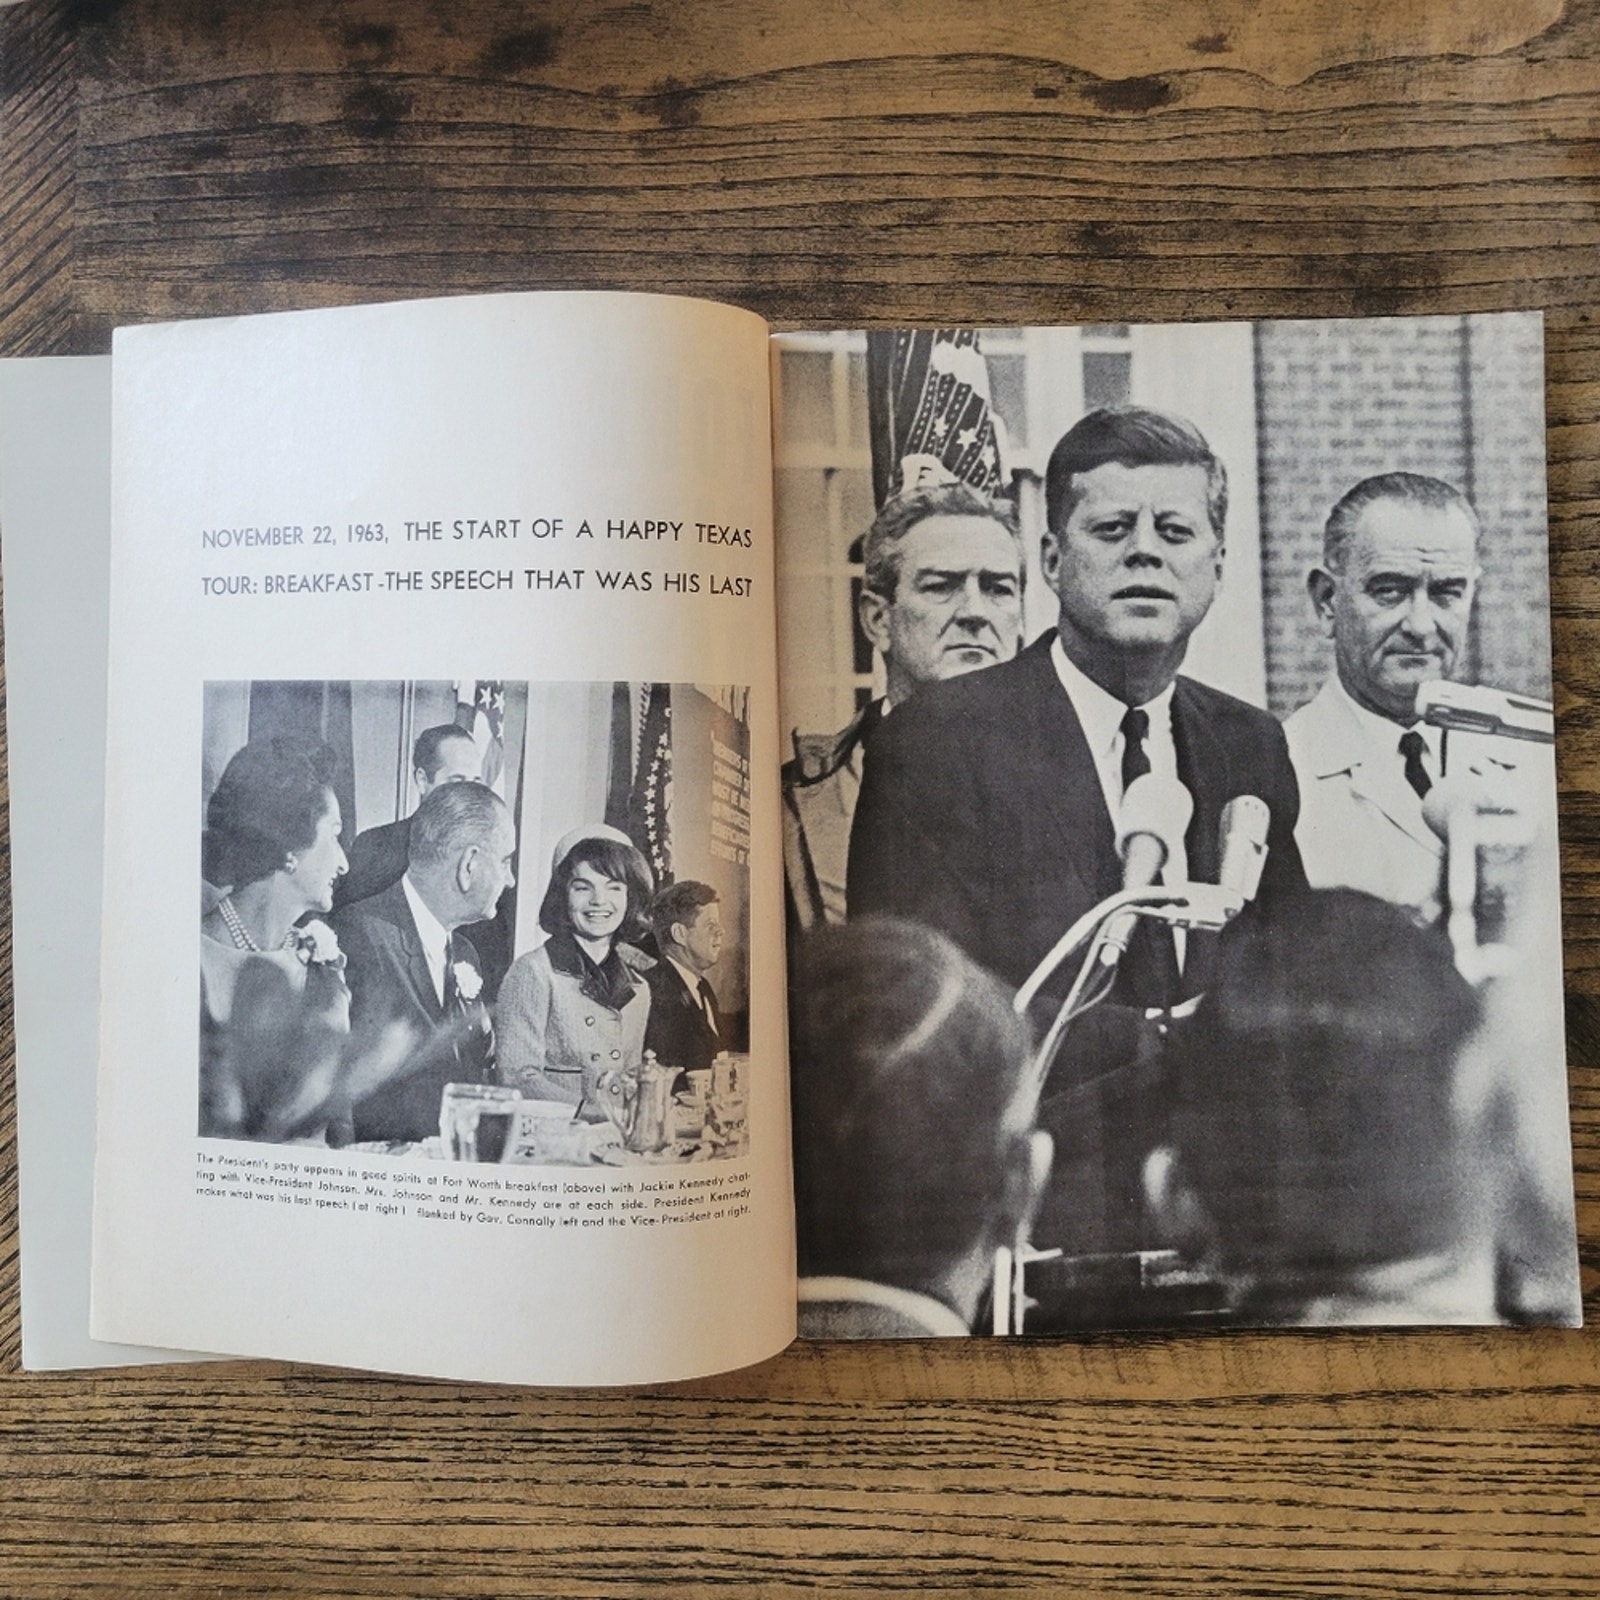 NOVEMBER 22, 1963, THE START OF A HAPPY TEXAS
TOUR: BREAKFAST -THE SPEECH THAT WAS HIS LAST
The President's party appears in good spirits at Fort Worth breakfast (above) with Jackie Kennedy chat-
ting with Vice-President Johnson. Mrs. Johnson and Mr. Kennedy are at each side. President Kennedy
makes what was his last speech (at right) flanked by Gov. Connally left and the Vice-President at right.